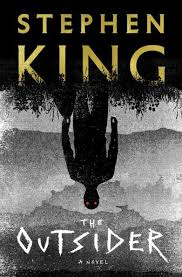 STEPHEN
KING
THE
OUTSIDER
A NOVEL